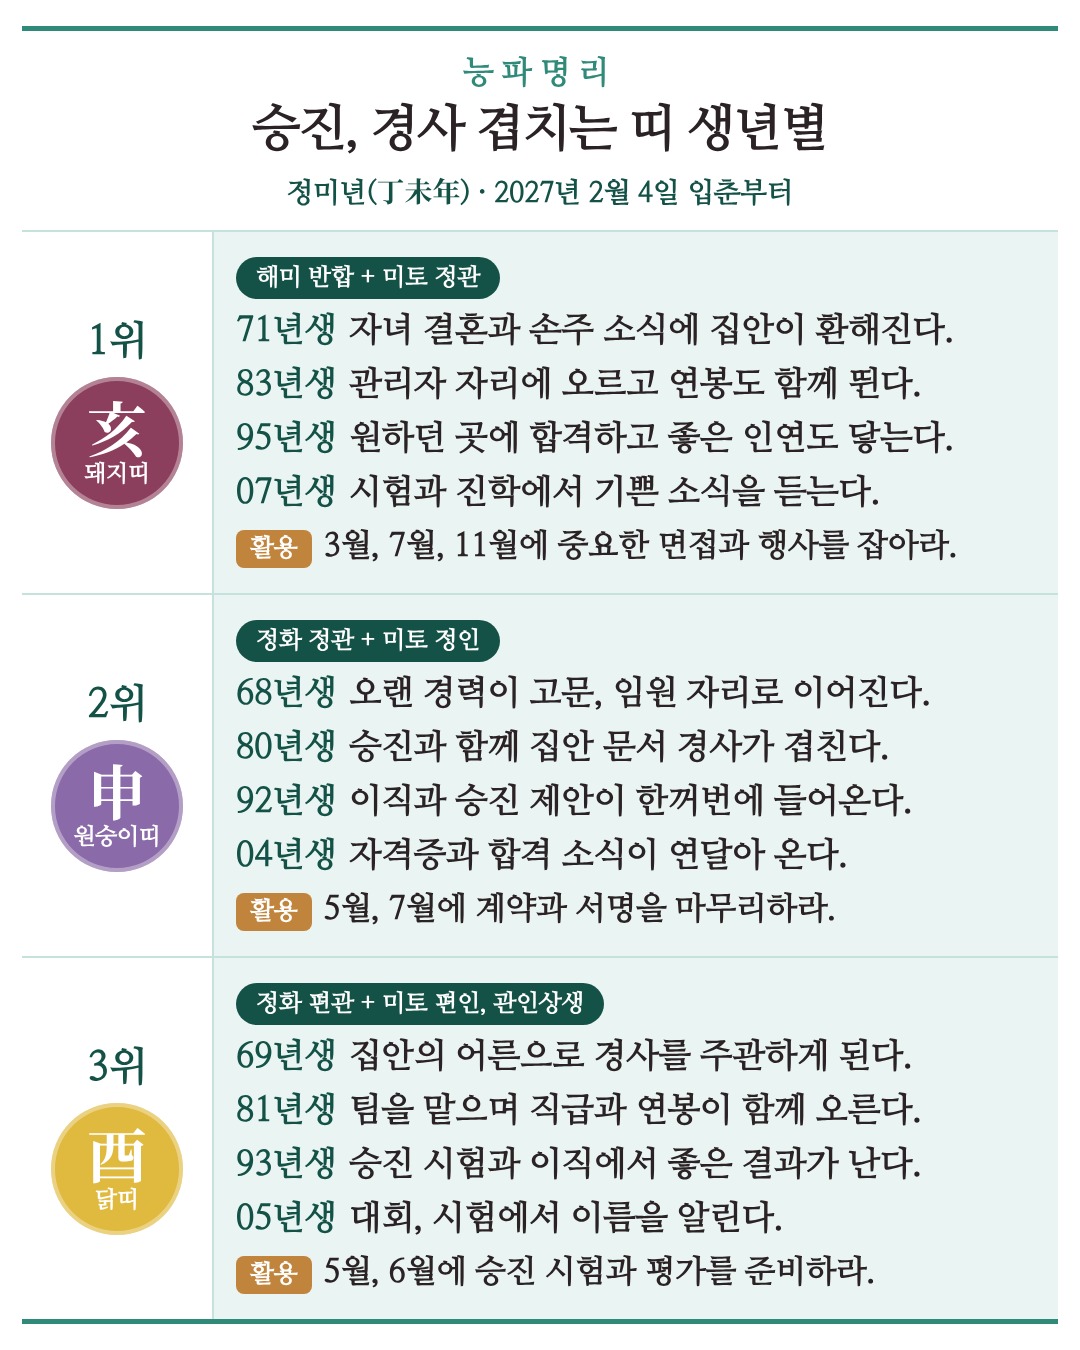 능파명리
승진, 경사 겹치는 띠 생년별
정미년(丁未年) · 2027년 2월 4일 입춘부터
1위
亥
돼지띠
해미 반합 + 미토 정관
71년생 자녀 결혼과 손주 소식에 집안이 환해진다.
83년생 관리자 자리에 오르고 연봉도 함께 뛴다.
95년생 원하던 곳에 합격하고 좋은 인연도 닿는다.
07년생 시험과 진학에서 기쁜 소식을 듣는다.
활용 3월, 7월, 11월에 중요한 면접과 행사를 잡아라.
2위
申
원숭이띠
정화 정관 + 미토 정인
68년생 오랜 경력이 고문, 임원 자리로 이어진다.
80년생 승진과 함께 집안 문서 경사가 겹친다.
92년생 이직과 승진 제안이 한꺼번에 들어온다.
04년생 자격증과 합격 소식이 연달아 온다.
활용 5월, 7월에 계약과 서명을 마무리하라.
3위
酉
닭띠
정화 편관 + 미토 편인, 관인상생
69년생 집안의 어른으로 경사를 주관하게 된다.
81년생 팀을 맡으며 직급과 연봉이 함께 오른다.
93년생 승진 시험과 이직에서 좋은 결과가 난다.
05년생 대회, 시험에서 이름을 알린다.
활용 5월, 6월에 승진 시험과 평가를 준비하라.